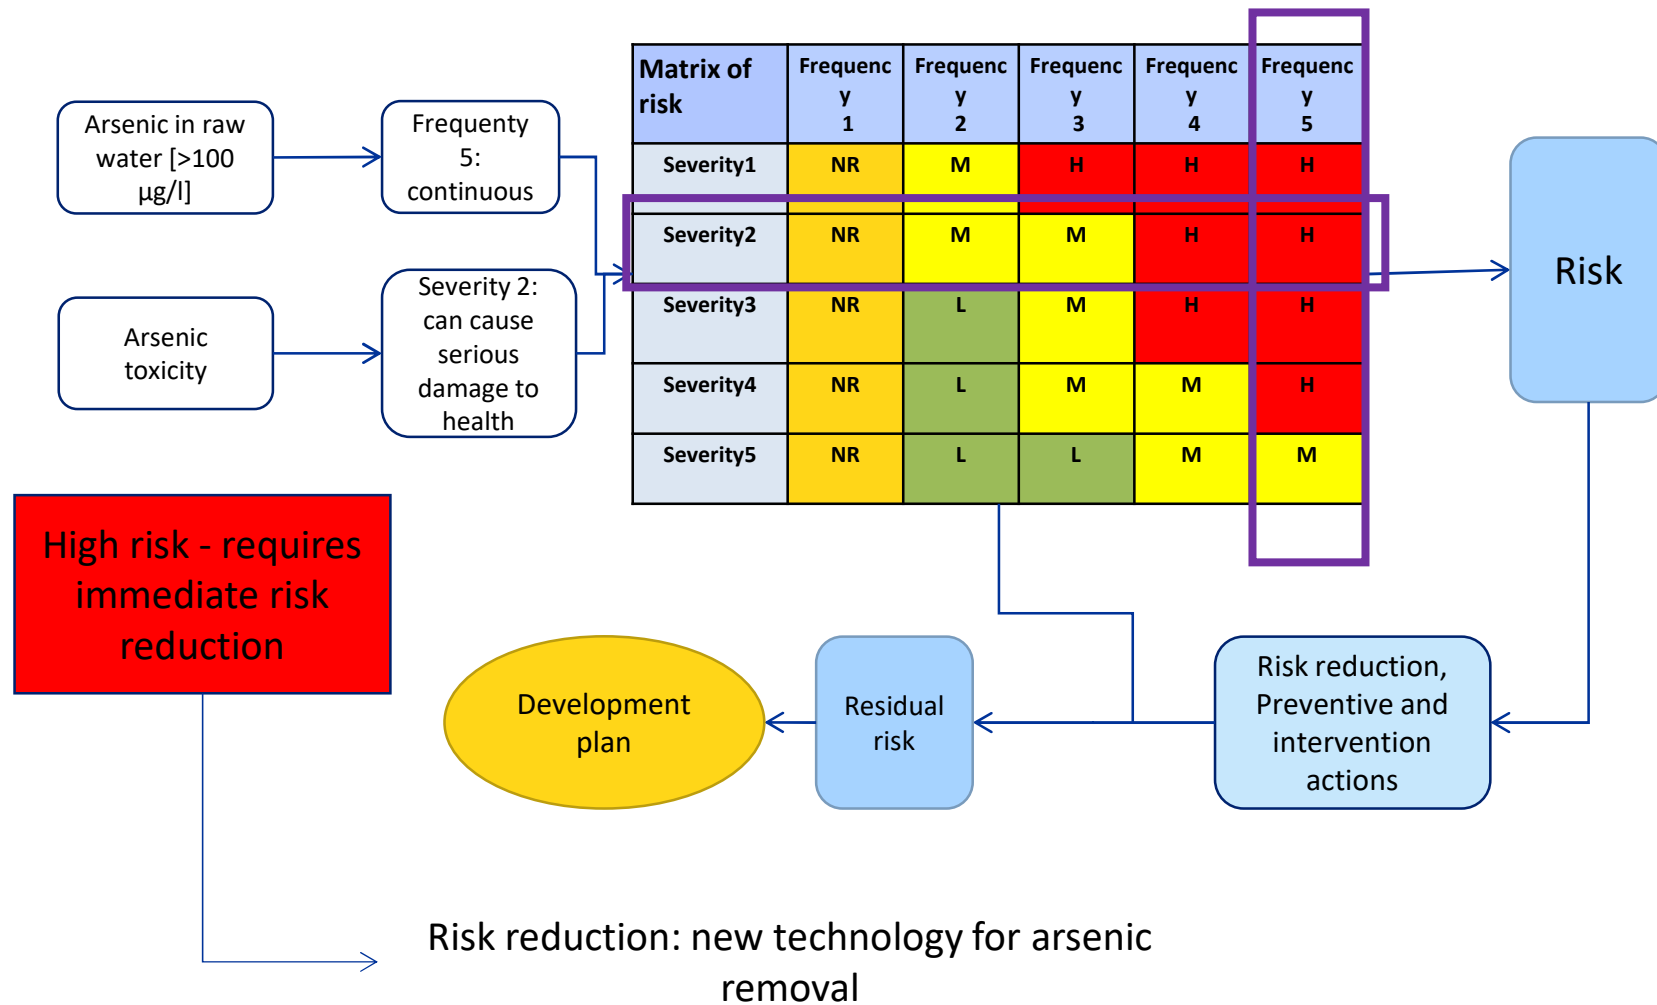 Arsenic in raw
water [>100
µg/l]
Frequenty
5:
continuous
Arsenic
toxicity
Severity 2:
can cause
serious
damage to
health
Matrix of
risk
Frequenc
y
1
Frequenc
y
2
Frequenc
y
3
Frequenc
y
4
Frequenc
y
5
Severity1 NR M H H H
Severity2 NR M M H H
Severity3 NR L M H H
Severity4 NR L M M H
Severity5 NR L L M M
Risk
High risk - requires
immediate risk
reduction
Development
plan
Residual
risk
Risk reduction,
Preventive and
intervention
actions
Risk reduction: new technology for arsenic
removal